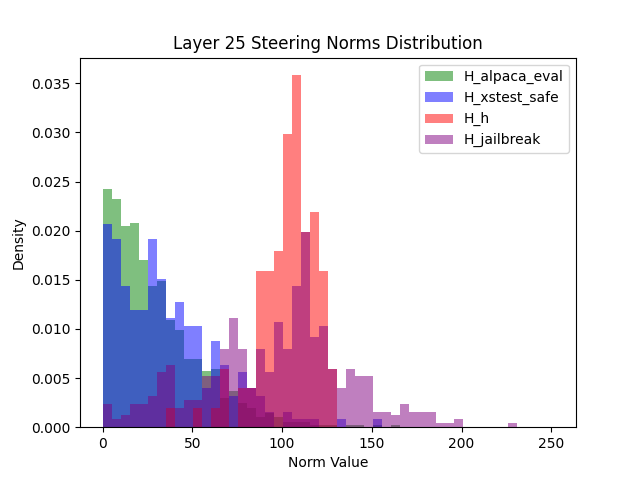 Layer 25 Steering Norms Distribution
H_alpaca_eval
H_xstest_safe
H_h
H_jailbreak
0.035
0.030
0.025
0.020
0.015
0.010
0.005
0.000
Density
0 50 100 150 200 250
Norm Value